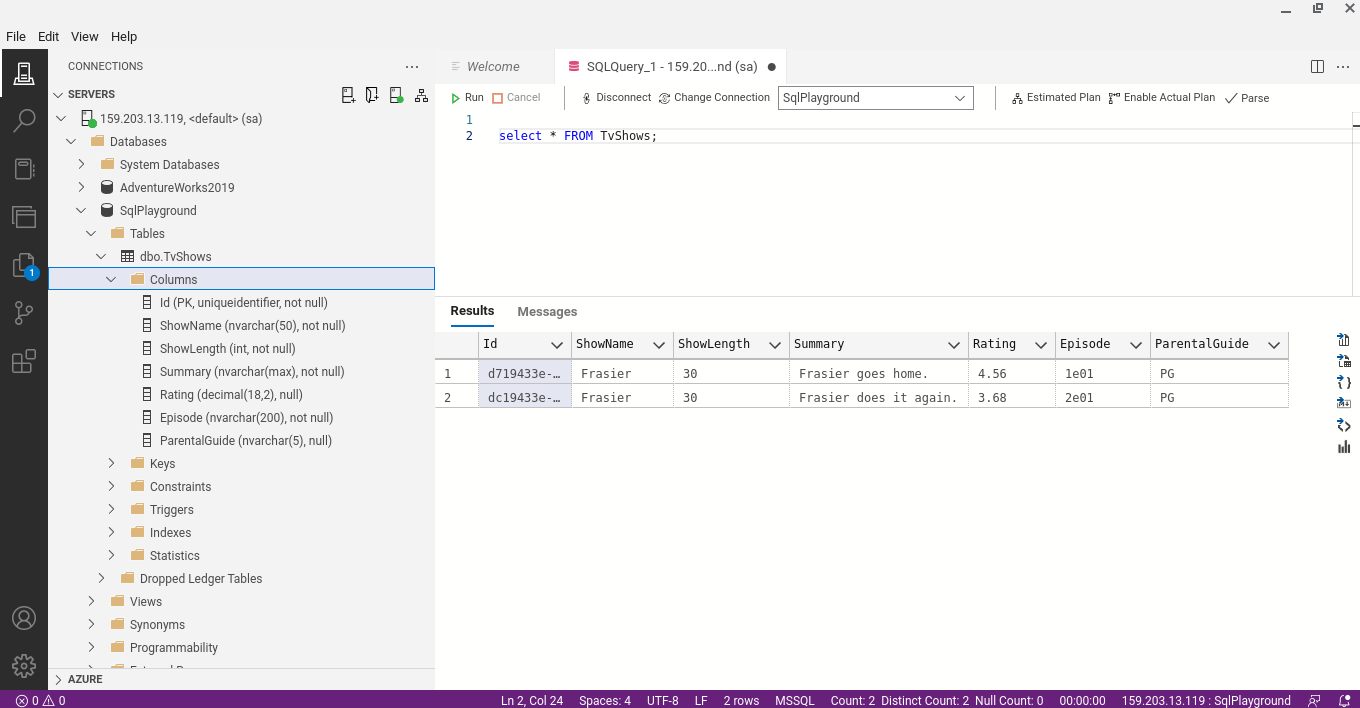 File Edit View Help
CONNECTIONS
Welcome
SQLQuery_1 - 159.20...nd (sa)
SERVERS
Run Cancel Disconnect Change Connection SqlPlayground Estimated Plan Enable Actual Plan Parse
159.203.13.119, <default> (sa)
Databases
System Databases
AdventureWorks2019
SqlPlayground
Tables
dbo.TvShows
Columns
Id (PK, uniqueidentifier, not null)
ShowName (nvarchar(50), not null)
ShowLength (int, not null)
Summary (nvarchar(max), not null)
Rating (decimal(18,2), null)
Episode (nvarchar(200), not null)
ParentalGuide (nvarchar(5), null)
Keys
Constraints
Triggers
Indexes
Statistics
Dropped Ledger Tables
Views
Synonyms
Programmability
AZURE
1
1
2 select * FROM TvShows;
Results Messages
Id ShowName ShowLength Summary Rating Episode ParentalGuide
1 d719433e-… Frasier 30 Frasier goes home. 4.56 1e01 PG
2 dc19433e-… Frasier 30 Frasier does it again. 3.68 2e01 PG
0 0 Ln 2, Col 24 Spaces: 4 UTF-8 LF 2 rows MSSQL Count: 2 Distinct Count: 2 Null Count: 0 00:00:00 159.203.13.119 : SqlPlayground